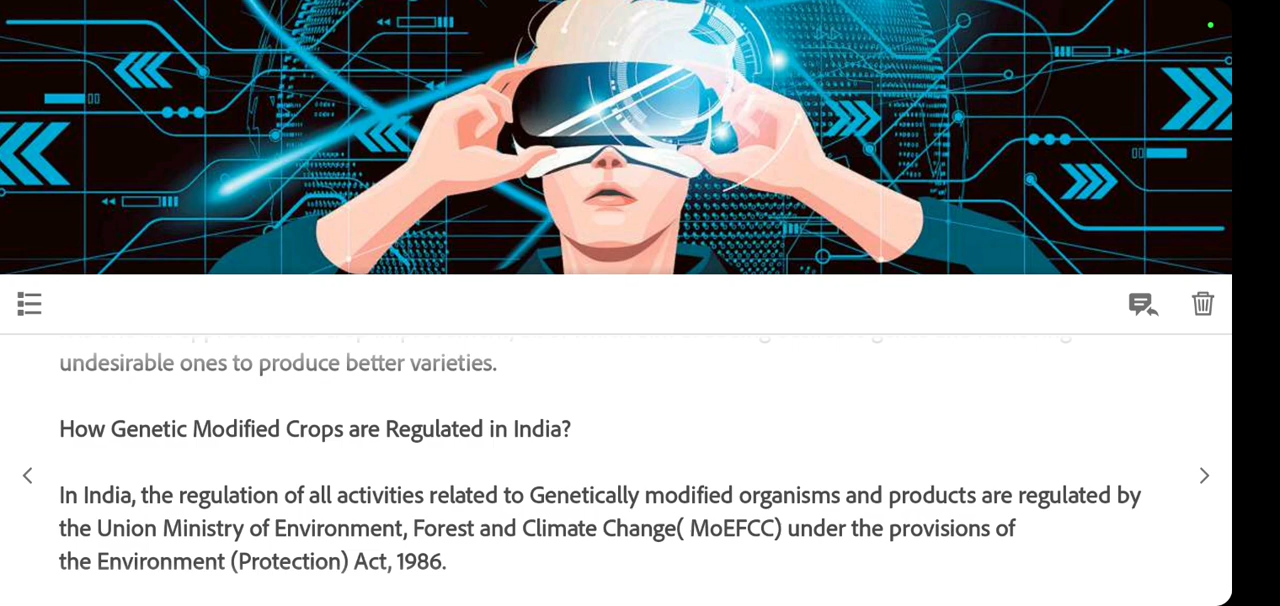 undesirable ones to produce better varieties.
How Genetic Modified Crops are Regulated in India?
In India, the regulation of all activities related to Genetically modified organisms and products are regulated by
the Union Ministry of Environment, Forest and Climate Change( MoEFCC) under the provisions of
the Environment (Protection) Act, 1986.